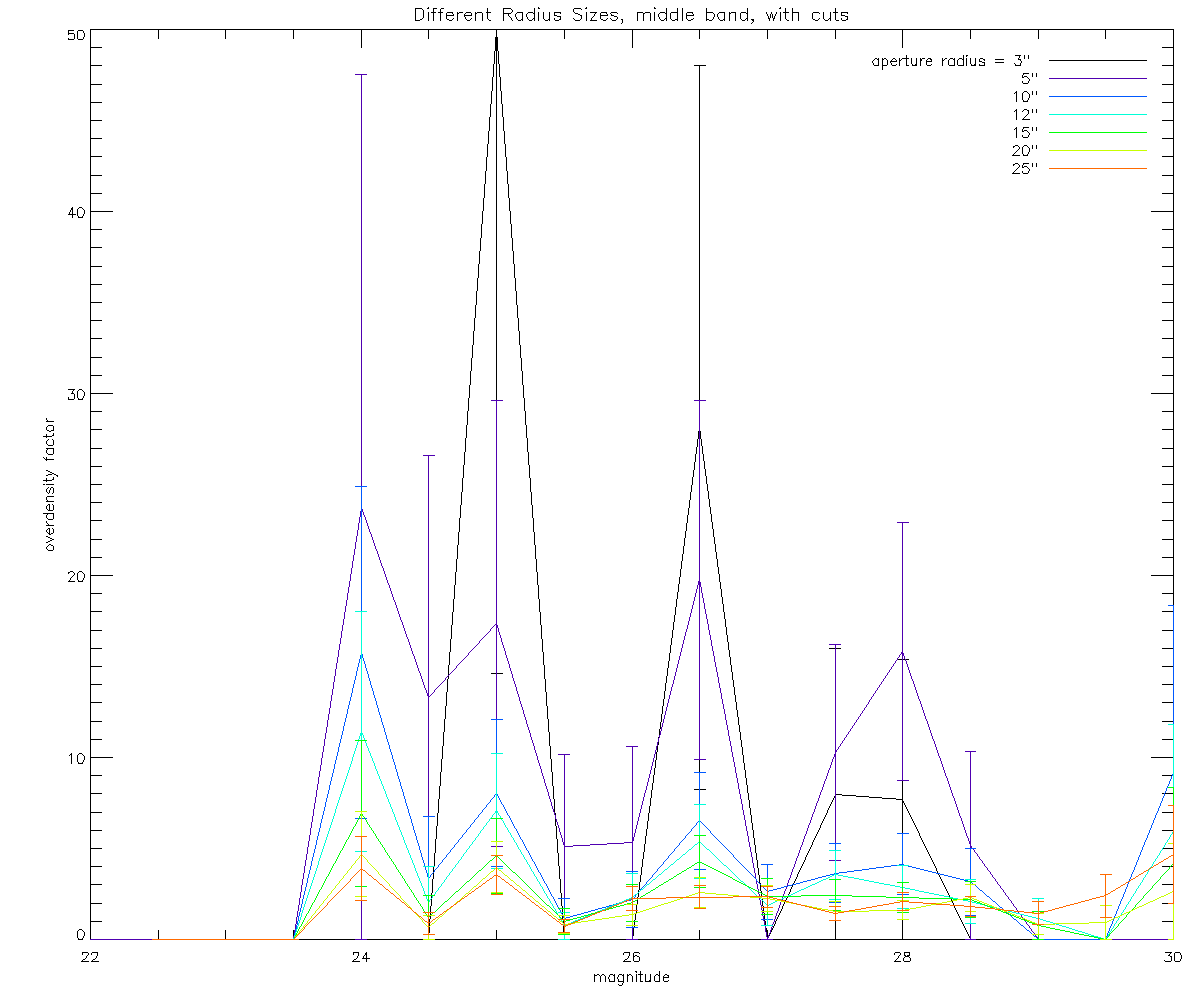 Different Radius Sizes, middle band, with cuts
aperture radius = 3"
5"
10"
12"
15"
20"
25"
50
40
30
20
10
0
overdensity factor
22 24 26 28 30
magnitude